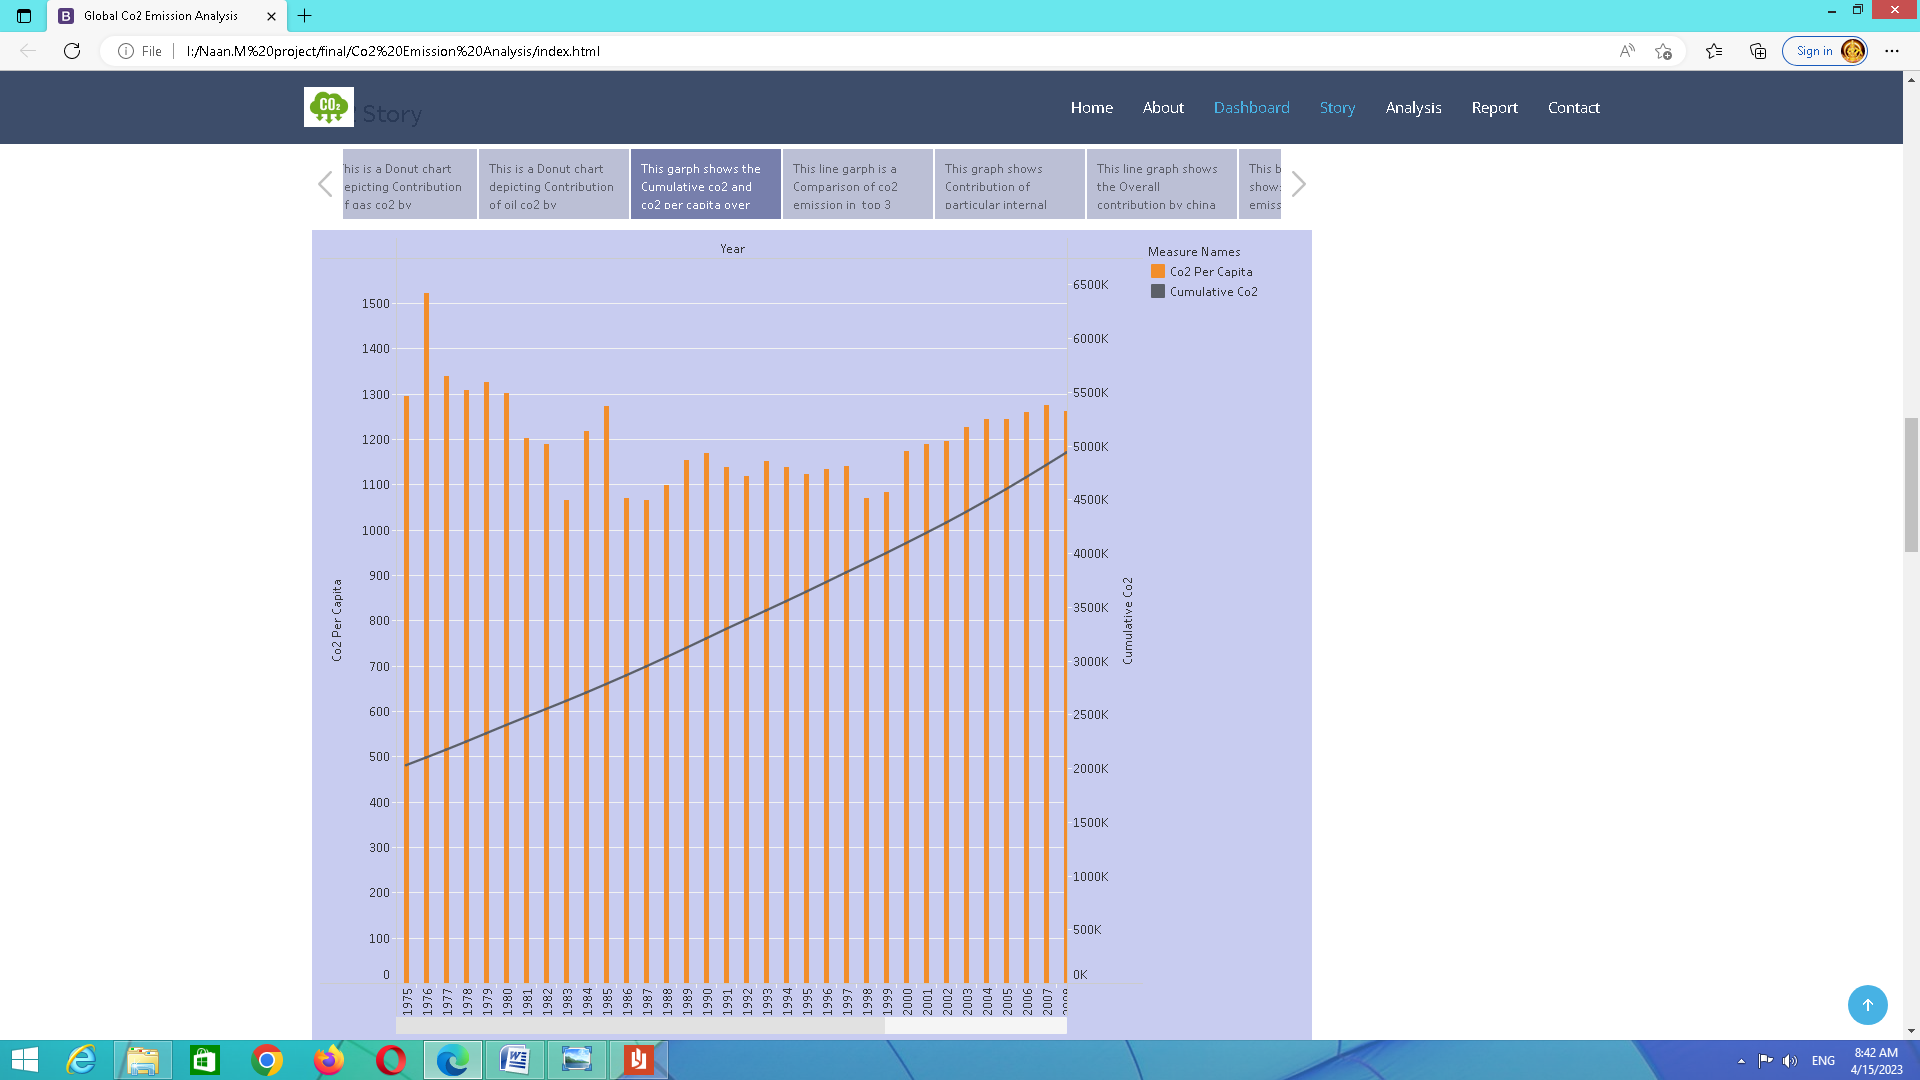 Global Co2 Emission Analysis
File
I:/Naan.M%20project/final/Co2%20Emission%20Analysis/index.html
Sign in
CO2
Story
Home
About
Dashboard
Story
Analysis
Report
Contact
his is a Donut chart
epicting Contribution
f gas co2 by
This is a Donut chart
depicting Contribution
of oil co2 by
This garph shows the
Cumulative co2 and
co2 per capita over
This line garph is a
Comparison of co2
emission in top 3
This graph shows
Contribution of
particular internal
This line graph shows
the Overall
contribution by china
This b
show
emiss
Year
Measure Names
Co2 Per Capita
Cumulative Co2
1500
1400
1300
1200
1100
1000
900
800
700
600
500
400
300
200
100
0
Co2 Per Capita
6500K
6000K
5500K
5000K
4500K
4000K
3500K
3000K
2500K
2000K
1500K
1000K
500K
0K
Cumulative Co2
1975
1976
1977
1978
1979
1980
1981
1982
1983
1984
1985
1986
1987
1988
1989
1990
1991
1992
1993
1994
1995
1996
1997
1998
1999
2000
2001
2002
2003
2004
2005
2006
2007
2008
ENG
8:42 AM
4/15/2023